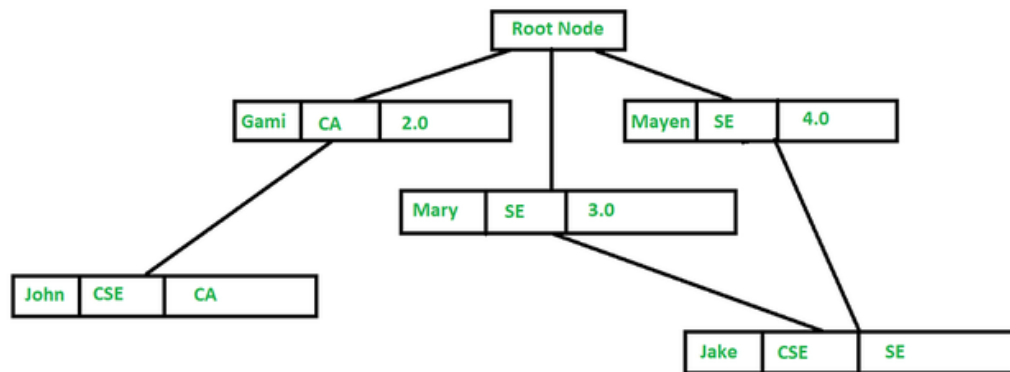 Root Node
Gami CA 2.0
Mayen SE 4.0
Mary SE 3.0
John CSE CA
Jake CSE SE